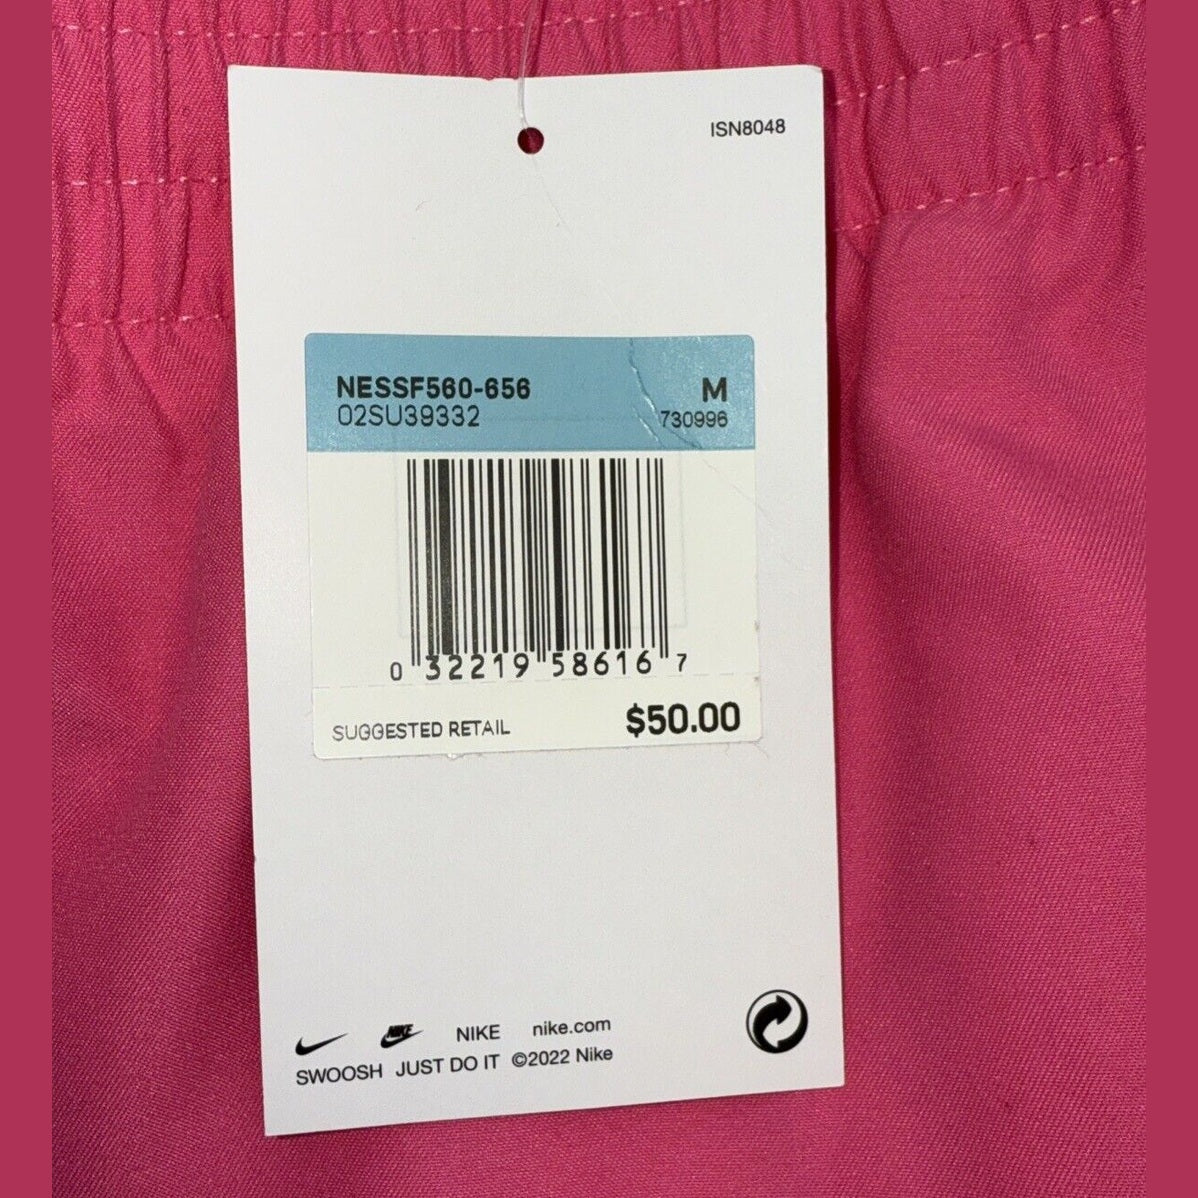 ISN8048
NESSF560-656 M
02SU39332 730996
0 32219 58616 7
SUGGESTED RETAIL $50.00
NIKE NIKE nike.com
SWOOSH JUST DO IT ©2022 Nike